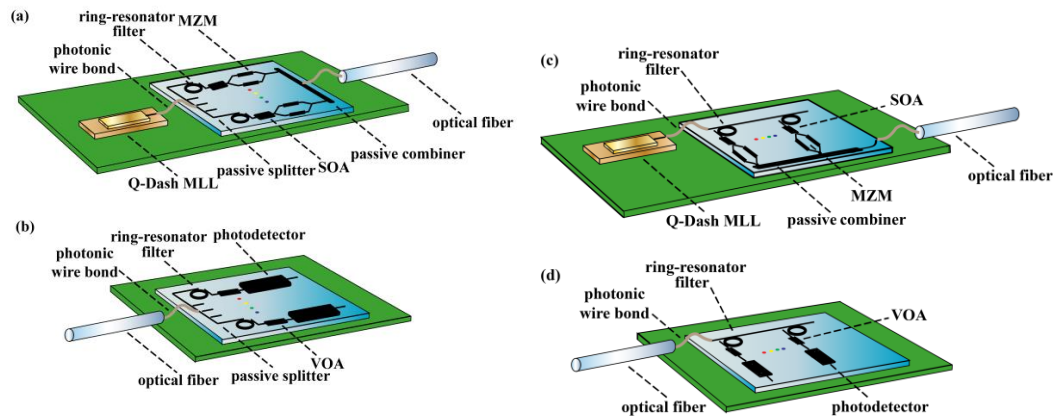 (a)
ring-resonator MZM
filter
photonic
wire bond
optical fiber
passive combiner
passive splitter SOA
Q-Dash MLL
(b)
ring-resonator photodetector
filter
photonic
wire bond
VOA
optical fiber
passive splitter
(c)
ring-resonator
filter
photonic
wire bond
SOA
optical fiber
MZM
Q-Dash MLL
passive combiner
(d)
ring-resonator
filter
photonic
wire bond
VOA
optical fiber
photodetector